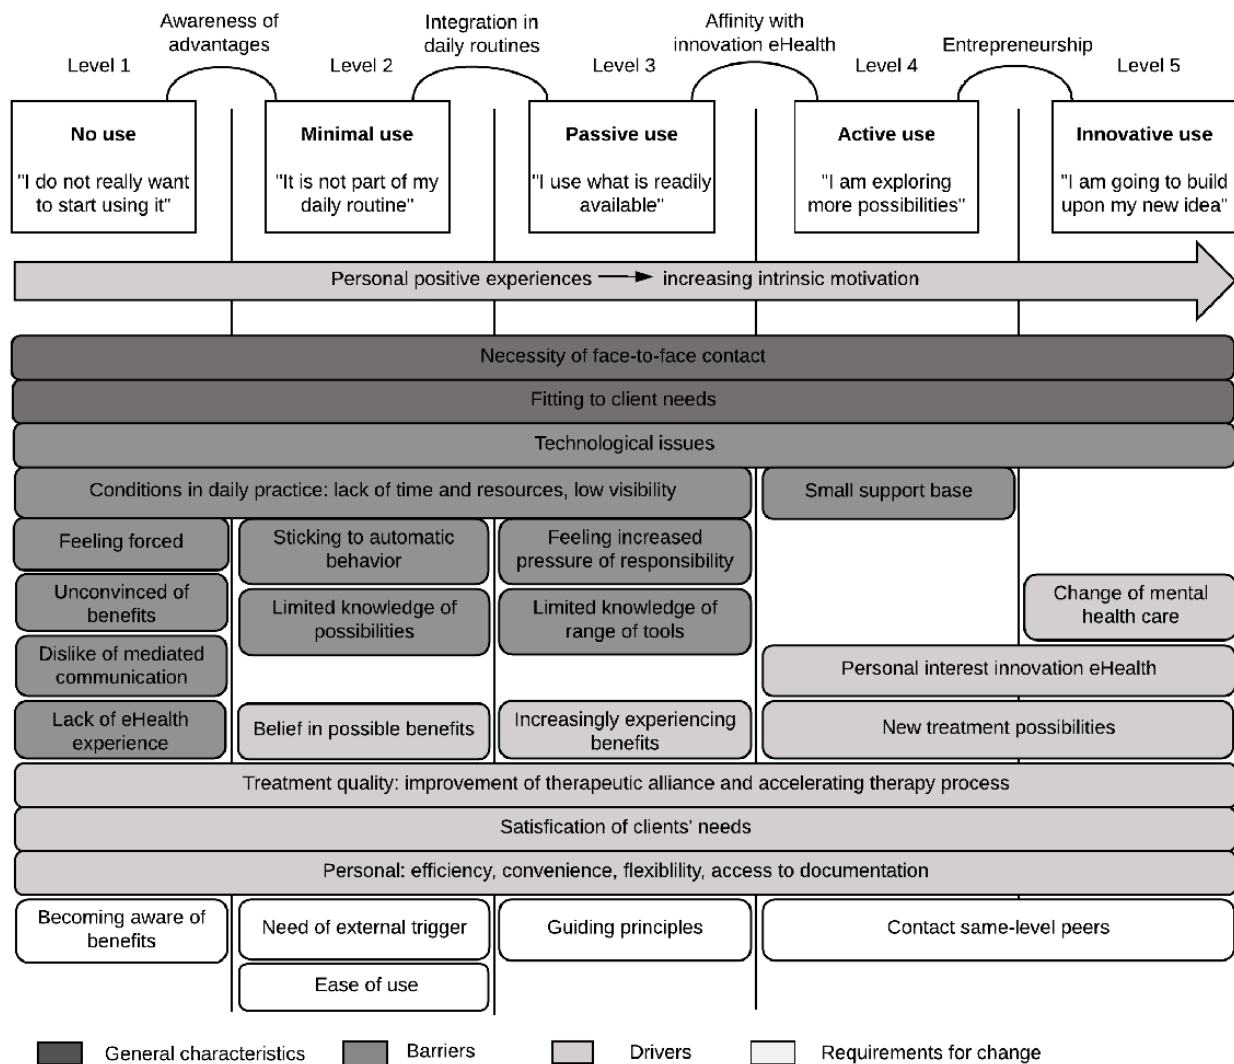 Awareness of
advantages
Integration in
daily routines
Affinity with
innovation eHealth
Entrepreneurship
Level 1
Level 2
Level 3
Level 4
Level 5
No use
"I do not really want
to start using it"
Minimal use
"It is not part of my
daily routine"
Passive use
"I use what is readily
available"
Active use
"I am exploring
more possibilities"
Innovative use
"I am going to build
upon my new idea"
Personal positive experiences → increasing intrinsic motivation
Necessity of face-to-face contact
Fitting to client needs
Technological issues
Conditions in daily practice: lack of time and resources, low visibility
Small support base
Feeling forced
Sticking to automatic
behavior
Feeling increased
pressure of responsibility
Unconvinced of
benefits
Limited knowledge of
possibilities
Limited knowledge of
range of tools
Change of mental
health care
Dislike of mediated
communication
Personal interest innovation eHealth
Lack of eHealth
experience
Belief in possible benefits
Increasingly experiencing
benefits
New treatment possibilities
Treatment quality: improvement of therapeutic alliance and accelerating therapy process
Satisfication of clients' needs
Personal: efficiency, convenience, flexiblility, access to documentation
Becoming aware of
benefits
Need of external trigger
Guiding principles
Contact same-level peers
Ease of use
General characteristics
Barriers
Drivers
Requirements for change